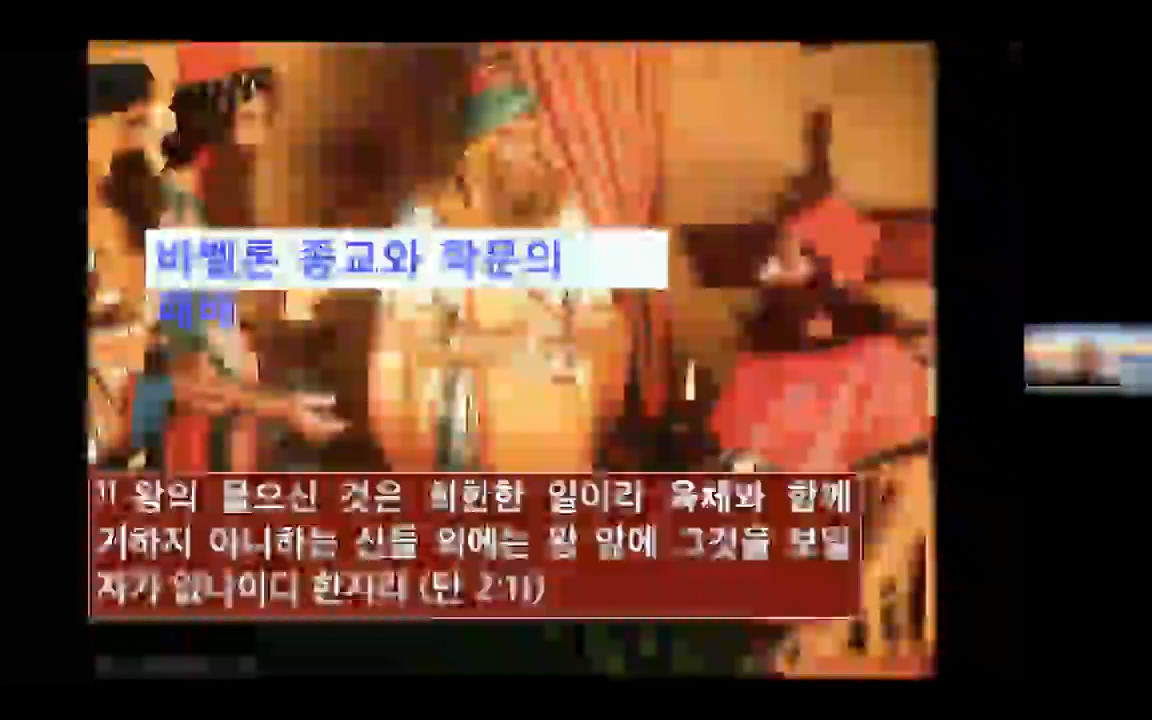 바벨론 종교와 학문의
11 왕의 물으신 것은 희한한 일이라 육체와 함께
거하지 아니하는 신들 외에는 왕 앞에 그것을 보일
자가 없나이다 한지라 (단 2:11)